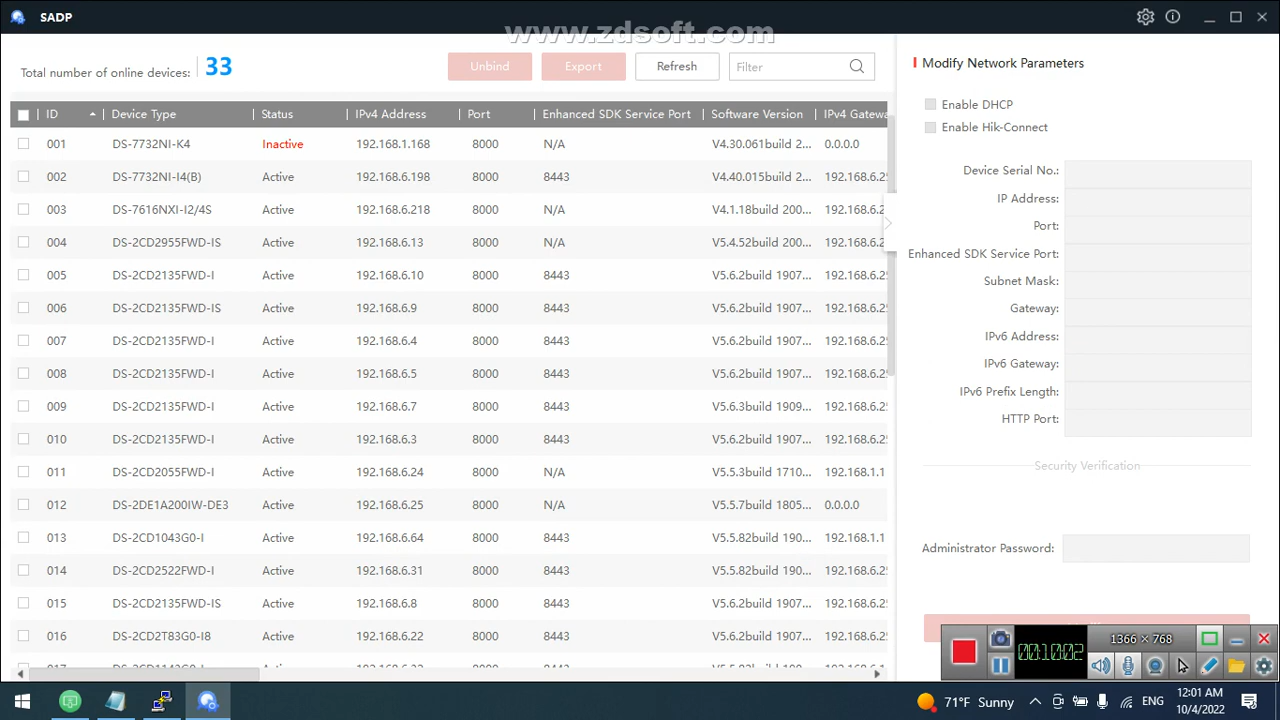 SADP
www.zdsoft.com
Total number of online devices: 33
Unbind Export Refresh Filter
ID Device Type Status IPv4 Address Port Enhanced SDK Service Port Software Version IPv4 Gatewa
001 DS-7732NI-K4 Inactive 192.168.1.168 8000 N/A V4.30.061build 2... 0.0.0.0
002 DS-7732NI-I4(B) Active 192.168.6.198 8000 8443 V4.40.015build 2... 192.168.6.25
003 DS-7616NXI-I2/4S Active 192.168.6.218 8000 N/A V4.1.18build 200... 192.168.6.2
004 DS-2CD2955FWD-IS Active 192.168.6.13 8000 N/A V5.4.52build 200... 192.168.6.2
005 DS-2CD2135FWD-I Active 192.168.6.10 8000 8443 V5.6.2build 1907... 192.168.6.25
006 DS-2CD2135FWD-IS Active 192.168.6.9 8000 8443 V5.6.2build 1907... 192.168.6.25
007 DS-2CD2135FWD-I Active 192.168.6.4 8000 8443 V5.6.2build 1907... 192.168.6.25
008 DS-2CD2135FWD-I Active 192.168.6.5 8000 8443 V5.6.2build 1907... 192.168.6.25
009 DS-2CD2135FWD-I Active 192.168.6.7 8000 8443 V5.6.3build 1909... 192.168.6.25
010 DS-2CD2135FWD-I Active 192.168.6.3 8000 8443 V5.6.2build 1907... 192.168.6.25
011 DS-2CD2055FWD-I Active 192.168.6.24 8000 N/A V5.5.3build 1710... 192.168.1.1
012 DS-2DE1A200IW-DE3 Active 192.168.6.25 8000 N/A V5.5.7build 1805... 0.0.0.0
013 DS-2CD1043G0-I Active 192.168.6.64 8000 8443 V5.5.82build 190... 192.168.1.1
014 DS-2CD2522FWD-I Active 192.168.6.31 8000 8443 V5.5.82build 190... 192.168.6.25
015 DS-2CD2135FWD-IS Active 192.168.6.8 8000 8443 V5.6.2build 1907... 192.168.6.25
016 DS-2CD2T83G0-I8 Active 192.168.6.22 8000 8443 V5.6.2build 1907... 192.168.6.25
Modify Network Parameters
Enable DHCP
Enable Hik-Connect
Device Serial No.:
IP Address:
Port:
Enhanced SDK Service Port:
Subnet Mask:
Gateway:
IPv6 Address:
IPv6 Gateway:
IPv6 Prefix Length:
HTTP Port:
Security Verification
Administrator Password:
00:10:02
1366 × 768
71°F Sunny
ENG
12:01 AM
10/4/2022